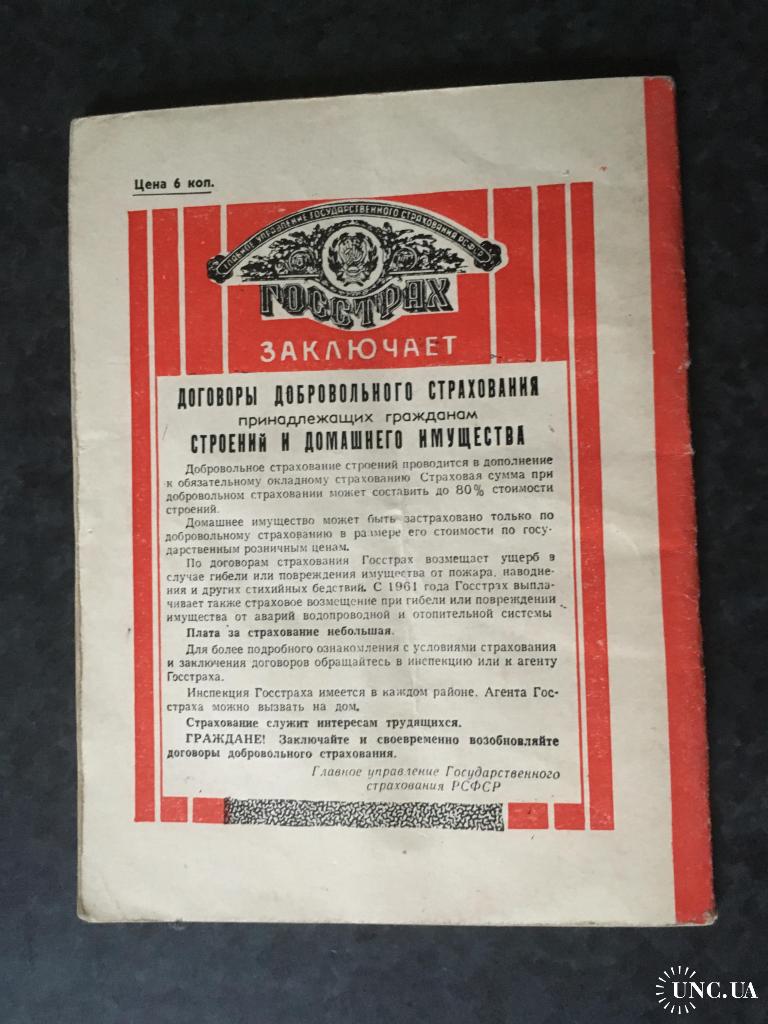 Цена 6 коп.
ГЛАВНОЕ УПРАВЛЕНИЕ ГОСУДАРСТВЕННОГО СТРАХОВАНИЯ РСФСР
ГОССТРАХ
ЗАКЛЮЧАЕТ
ДОГОВОРЫ ДОБРОВОЛЬНОГО СТРАХОВАНИЯ
принадлежащих гражданам
СТРОЕНИЙ И ДОМАШНЕГО ИМУЩЕСТВА
Добровольное страхование строений проводится в дополнение
к обязательному окладному страхованию Страховая сумма при
добровольном страховании может составить до 80% стоимости
строений.
Домашнее имущество может быть застраховано только по
добровольному страхованию в размере его стоимости по госу-
дарственным розничным ценам.
По договорам страхования Госстрах возмещает ущерб в
случае гибели или повреждения имущества от пожара, наводне-
ния и других стихийных бедствий. С 1961 года Госстрах выпла-
чивает также страховое возмещение при гибели или повреждении
имущества от аварий водопроводной и отопительной системы
Плата за страхование небольшая.
Для более подробного ознакомления с условиями страхования
и заключения договоров обращайтесь в инспекцию или к агенту
Госстраха.
Инспекция Госстраха имеется в каждом районе. Агента Гос-
страха можно вызвать на дом.
Страхование служит интересам трудящихся.
ГРАЖДАНЕ! Заключайте и своевременно возобновляйте
договоры добровольного страхования.
Главное управление Государственного
страхования РСФСР
UNC.UA